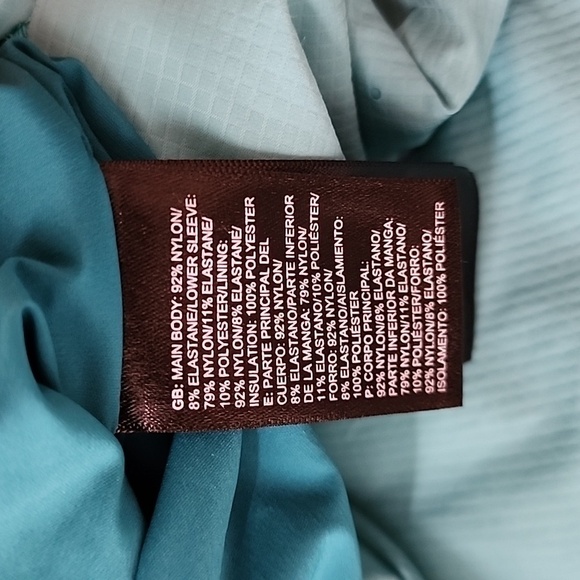 GB: MAIN BODY: 92% NYLON/
8% ELASTANE/LOWER SLEEVE:
79% NYLON/11% ELASTANE/
10% POLYESTER/LINING:
92% NYLON/8% ELASTANE/
INSULATION: 100% POLYESTER
E: PARTE PRINCIPAL DEL
CUERPO: 92% NYLON/
8% ELASTANO/PARTE INFERIOR
DE LA MANGA: 79% NYLON/
11% ELASTANO/10% POLIÉSTER/
FORRO: 92% NYLON/
8% ELASTANO/AISLAMIENTO:
100% POLIÉSTER
P: CORPO PRINCIPAL:
92% NYLON/8% ELASTANO/
PARTE INFERIOR DA MANGA:
79% NYLON/11% ELASTANO/
10% POLIÉSTER/FORRO:
92% NYLON/8% ELASTANO/
ISOLAMENTO: 100% POLIÉSTER